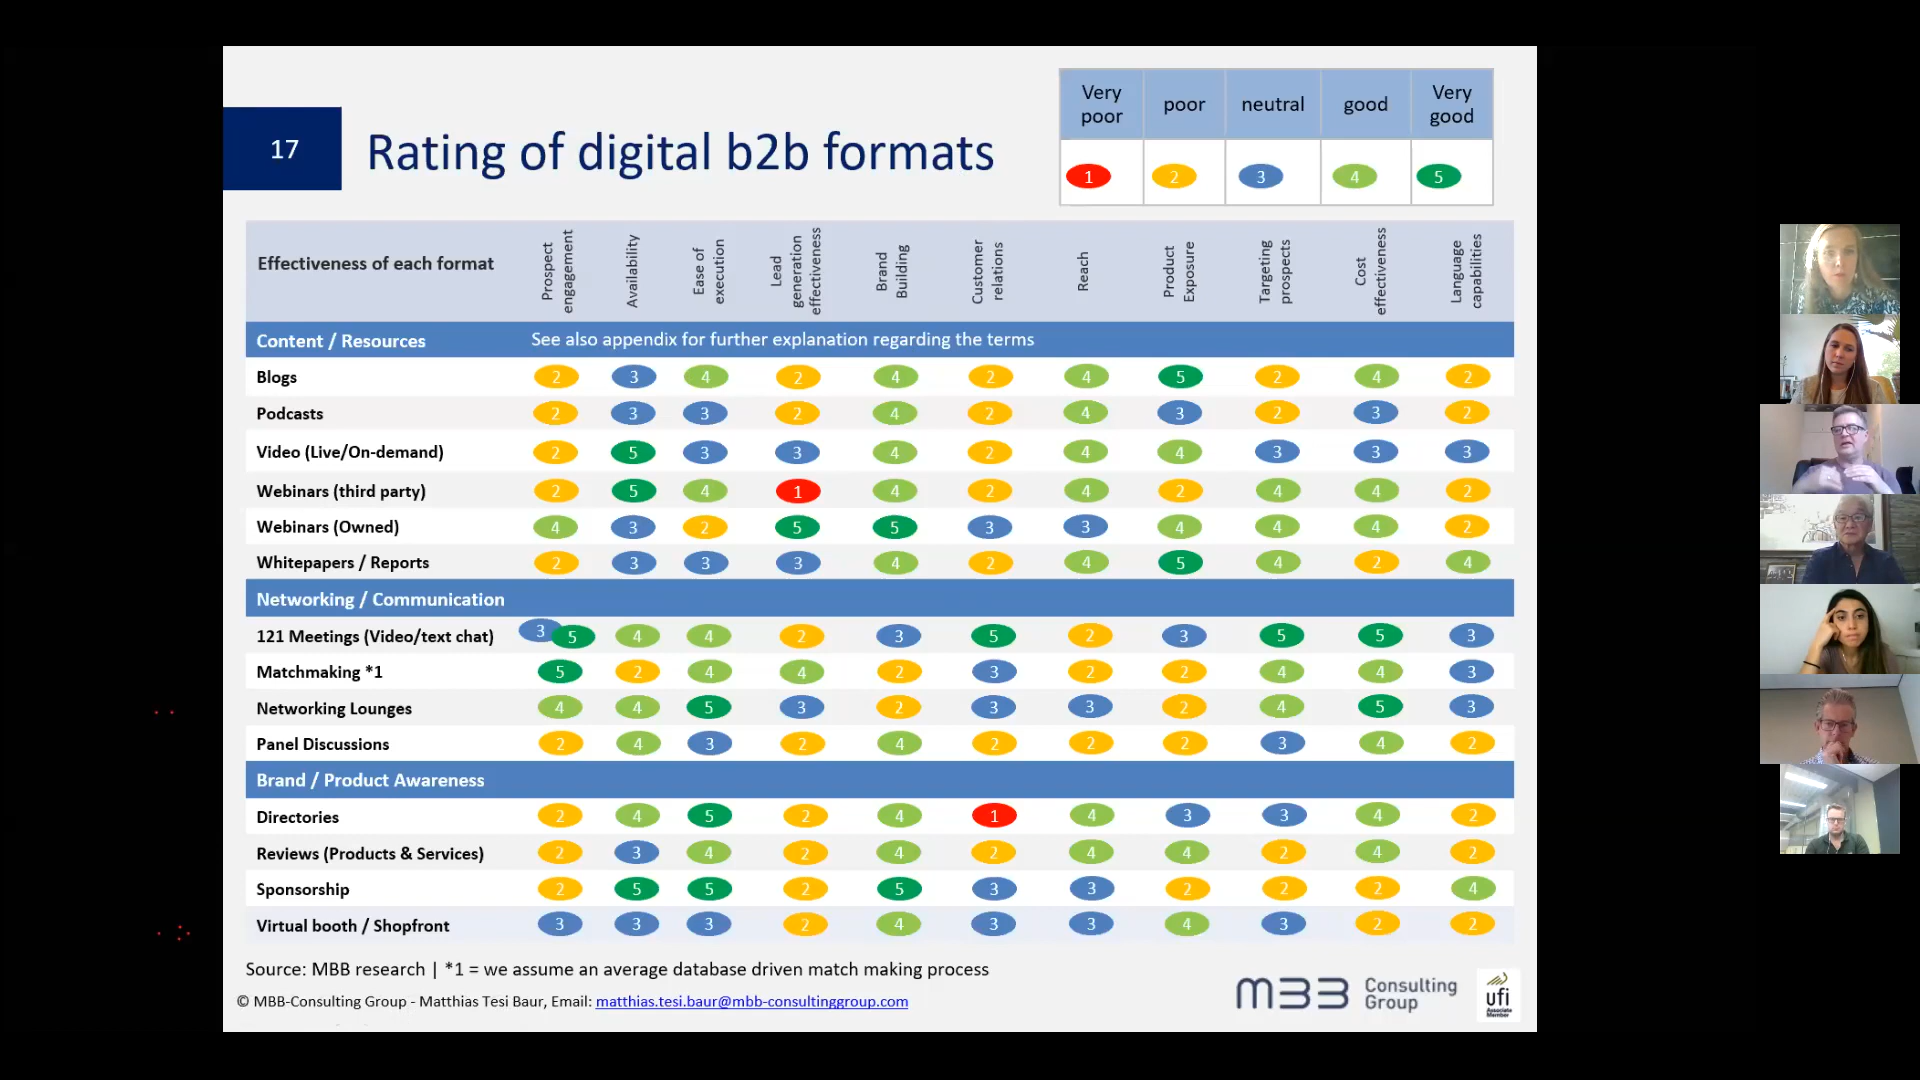 17
Rating of digital b2b formats
Very poor poor neutral good Very good
1 2 3 4 5
Effectiveness of each format Prospect engagement Availability Ease of execution Lead generation effectiveness Brand Building Customer relations Reach Product Exposure Targeting prospects Cost effectiveness Language capabilities
Content / Resources See also appendix for further explanation regarding the terms
Blogs 2 3 4 2 4 2 4 5 2 4 2
Podcasts 2 3 3 2 4 2 4 3 2 3 2
Video (Live/On-demand) 2 5 3 3 4 2 4 4 3 3 3
Webinars (third party) 2 5 4 1 4 2 4 2 4 4 2
Webinars (Owned) 4 3 2 5 5 3 3 4 4 4 2
Whitepapers / Reports 2 3 3 3 4 2 4 5 4 2 4
Networking / Communication
121 Meetings (Video/text chat) 3 5 4 4 2 3 5 2 3 5 5 3
Matchmaking *1 5 2 4 4 2 3 2 2 4 4 3
Networking Lounges 4 4 5 3 2 3 3 2 4 5 3
Panel Discussions 2 4 3 2 4 2 2 2 3 4 2
Brand / Product Awareness
Directories 2 4 5 2 4 1 4 3 3 4 2
Reviews (Products & Services) 2 3 4 2 4 2 4 4 2 4 2
Sponsorship 2 5 5 2 5 3 3 2 2 2 4
Virtual booth / Shopfront 3 3 3 2 4 3 3 4 3 2 2
Source: MBB research | *1 = we assume an average database driven match making process
© MBB-Consulting Group - Matthias Tesi Baur, Email: matthias.tesi.baur@mbb-consultinggroup.com
MBB Consulting Group
ufi
Associate Member